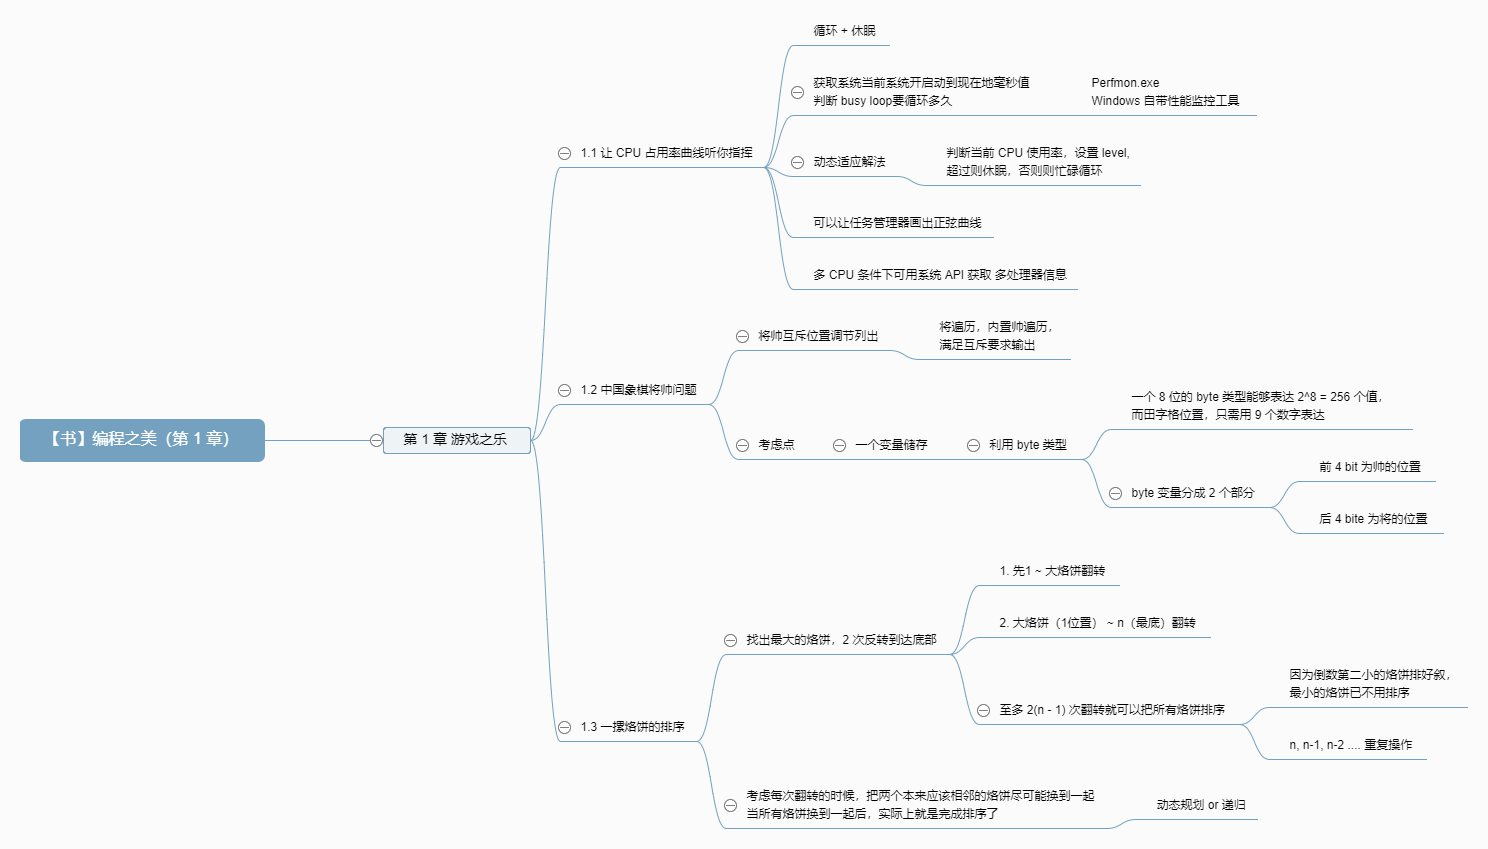 【书】编程之美（第 1 章）
第 1 章 游戏之乐
1.1 让 CPU 占用率曲线听你指挥
循环 + 休眠
获取系统当前系统开启动到现在地毫秒值
判断 busy loop要循环多久
Perfmon.exe
Windows 自带性能监控工具
动态适应解法
判断当前 CPU 使用率，设置 level,
超过则休眠，否则则忙碌循环
可以让任务管理器画出正弦曲线
多 CPU 条件下可用系统 API 获取 多处理器信息
1.2 中国象棋将帅问题
将帅互斥位置调节列出
将遍历，内置帅遍历，
满足互斥要求输出
考虑点
一个变量储存
利用 byte 类型
一个 8 位的 byte 类型能够表达 2^8 = 256 个值，
而田字格位置，只需用 9 个数字表达
byte 变量分成 2 个部分
前 4 bit 为帅的位置
后 4 bite 为将的位置
1.3 一摞烙饼的排序
找出最大的烙饼，2 次反转到达底部
1. 先1 ~ 大烙饼翻转
2. 大烙饼（1位置） ~ n（最底）翻转
至多 2(n - 1) 次翻转就可以把所有烙饼排序
因为倒数第二小的烙饼排好叙，
最小的烙饼已不用排序
n, n-1, n-2 .... 重复操作
考虑每次翻转的时候，把两个本来应该相邻的烙饼尽可能换到一起
当所有烙饼换到一起后，实际上就是完成排序了
动态规划 or 递归